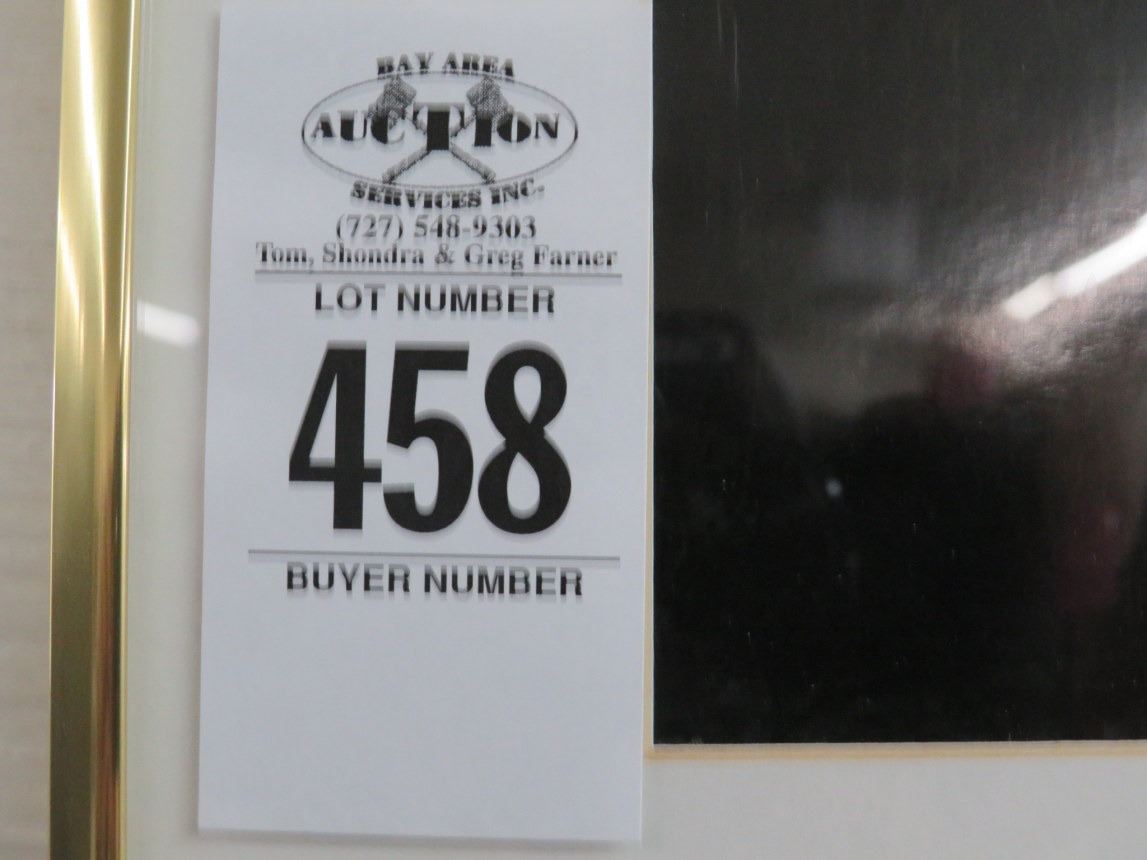 BAY AREA
AUCTION
SERVICES INC.
(727) 548-9303
Tom, Shondra & Greg Farner
LOT NUMBER
458
BUYER NUMBER